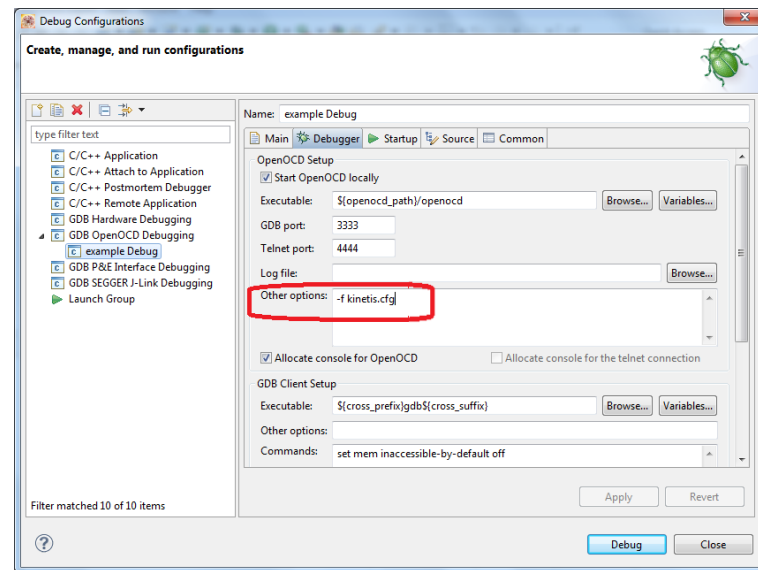 Debug Configurations
Create, manage, and run configurations
type filter text
C/C++ Application
C/C++ Attach to Application
C/C++ Postmortem Debugger
C/C++ Remote Application
GDB Hardware Debugging
GDB OpenOCD Debugging
example Debug
GDB P&E Interface Debugging
GDB SEGGER J-Link Debugging
Launch Group
Filter matched 10 of 10 items
Name: example Debug
Main Debugger Startup Source Common
OpenOCD Setup
Start OpenOCD locally
Executable: ${openocd_path}/openocd Browse... Variables...
GDB port: 3333
Telnet port: 4444
Log file: Browse...
Other options: -f kinetis.cfg
Allocate console for OpenOCD Allocate console for the telnet connection
GDB Client Setup
Executable: ${cross_prefix}gdb${cross_suffix} Browse... Variables...
Other options:
Commands: set mem inaccessible-by-default off
Apply Revert
? Debug Close